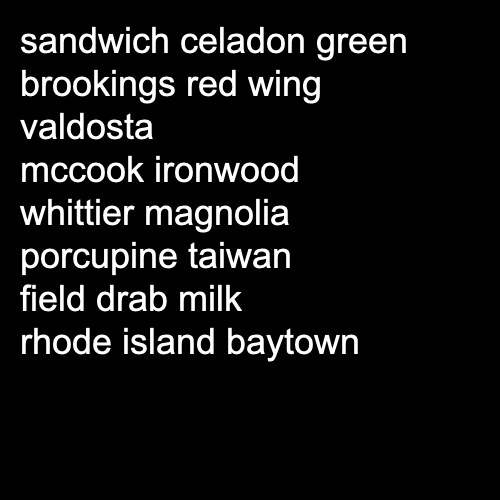 sandwich celadon green
brookings red wing
valdosta
mccook ironwood
whittier magnolia
porcupine taiwan
field drab milk
rhode island baytown